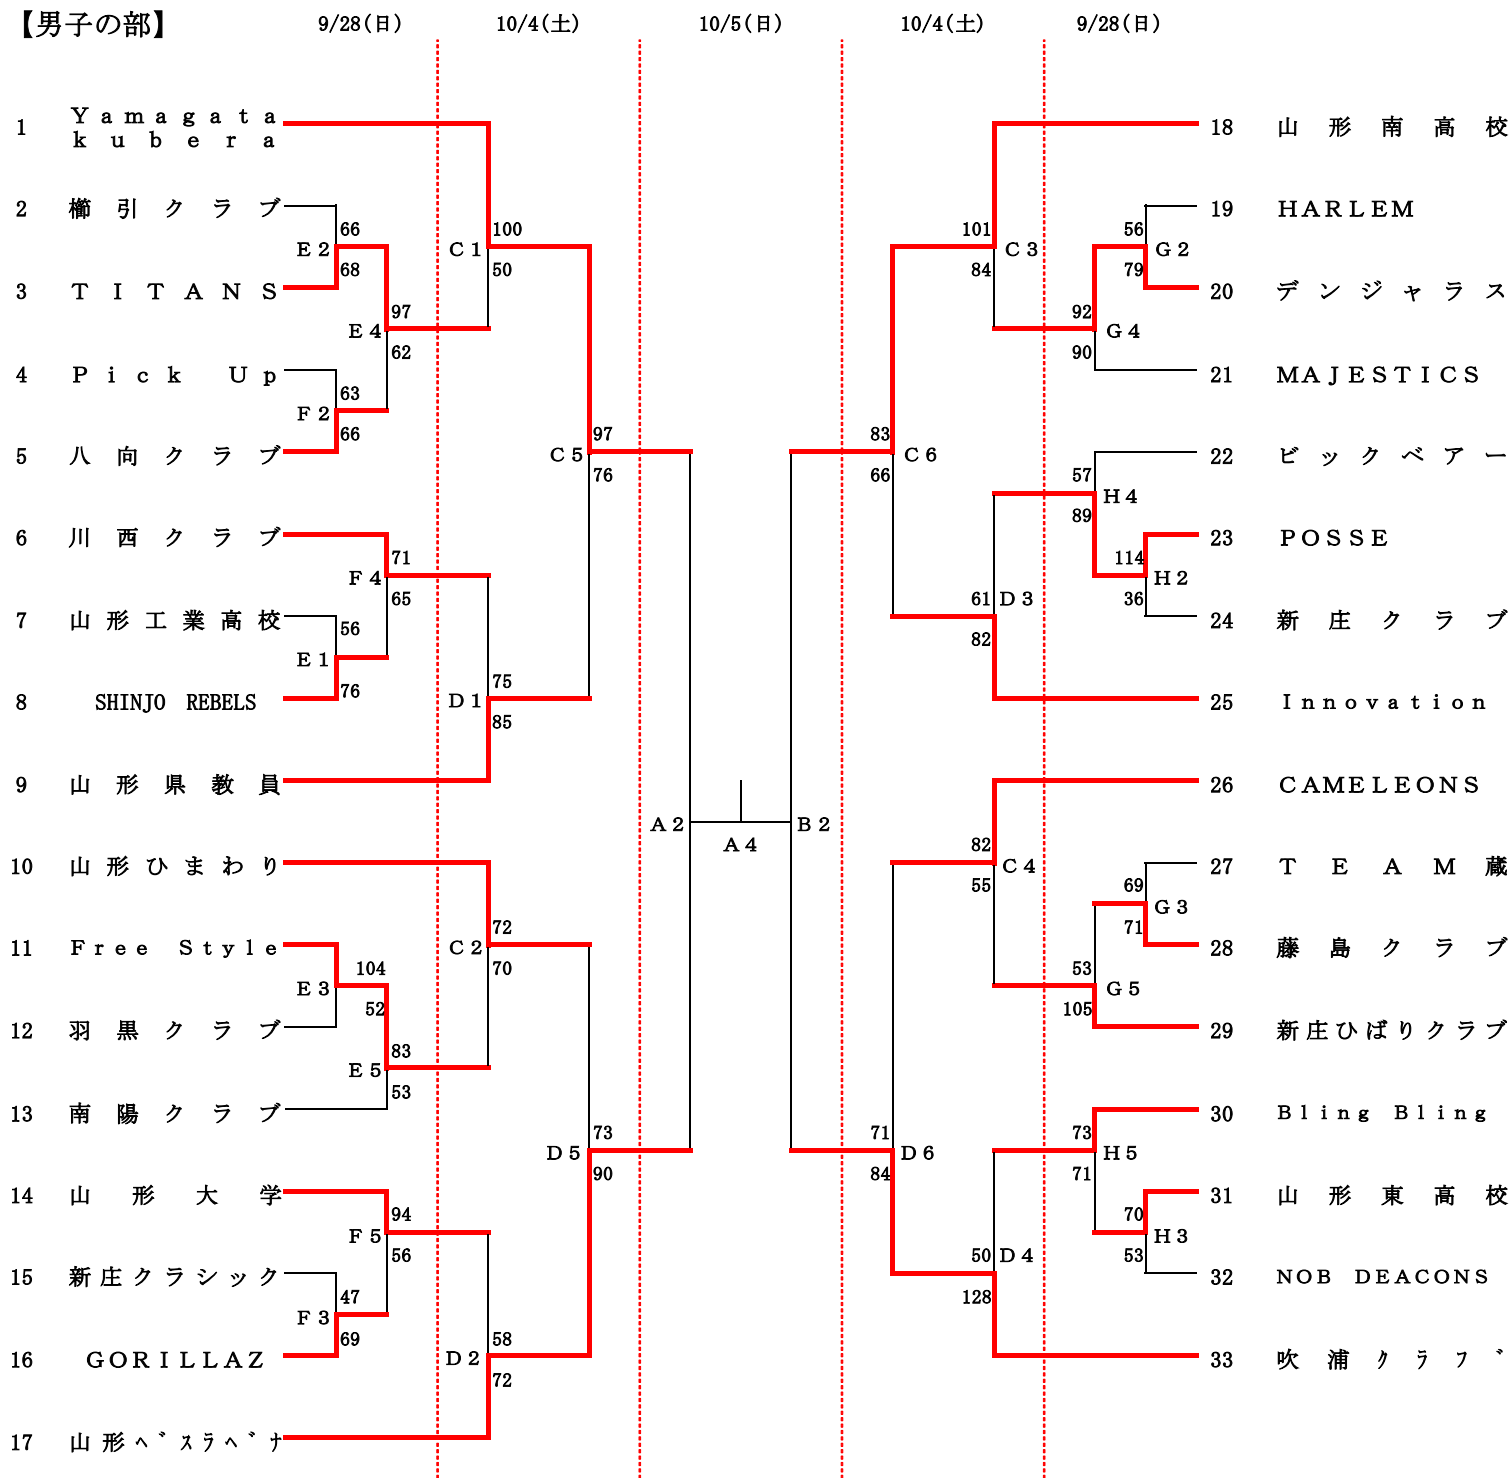 【男子の部】 9/28(日) 10/4(土) 10/5(日) 10/4(土) 9/28(日)
1 Yamagata kubera
2 櫛引クラブ
3 TITANS
4 Pick Up
5 八向クラブ
6 川西クラブ
7 山形工業高校
8 SHINJO REBELS
9 山形県教員
10 山形ひまわり
11 Free Style
12 羽黒クラブ
13 南陽クラブ
14 山形大学
15 新庄クラシック
16 GORILLAZ
17 山形ﾍﾞｽﾗﾍﾞﾅ
E2 66 68
F2 63 66
E4 97 62
E1 56 76
F4 71 65
E3 104 52
E5 83 53
F3 47 69
F5 94 56
C1 100 50
D1 75 85
C2 72 70
D2 58 72
C5 97 76
D5 73 90
A2
A4
B2
C6 83 66
D6 71 84
C3 101 84
D3 61 82
C4 82 55
D4 50 128
G2 56 79
G4 92 90
H4 57 89
H2 114 36
G3 69 71
G5 53 105
H5 73 71
H3 70 53
18 山形南高校
19 HARLEM
20 デンジャラス
21 MAJESTICS
22 ビックベアー
23 POSSE
24 新庄クラブ
25 Innovation
26 CAMELEONS
27 TEAM蔵
28 藤島クラブ
29 新庄ひばりクラブ
30 Bling Bling
31 山形東高校
32 NOB DEACONS
33 吹浦ｸﾗﾌﾞ